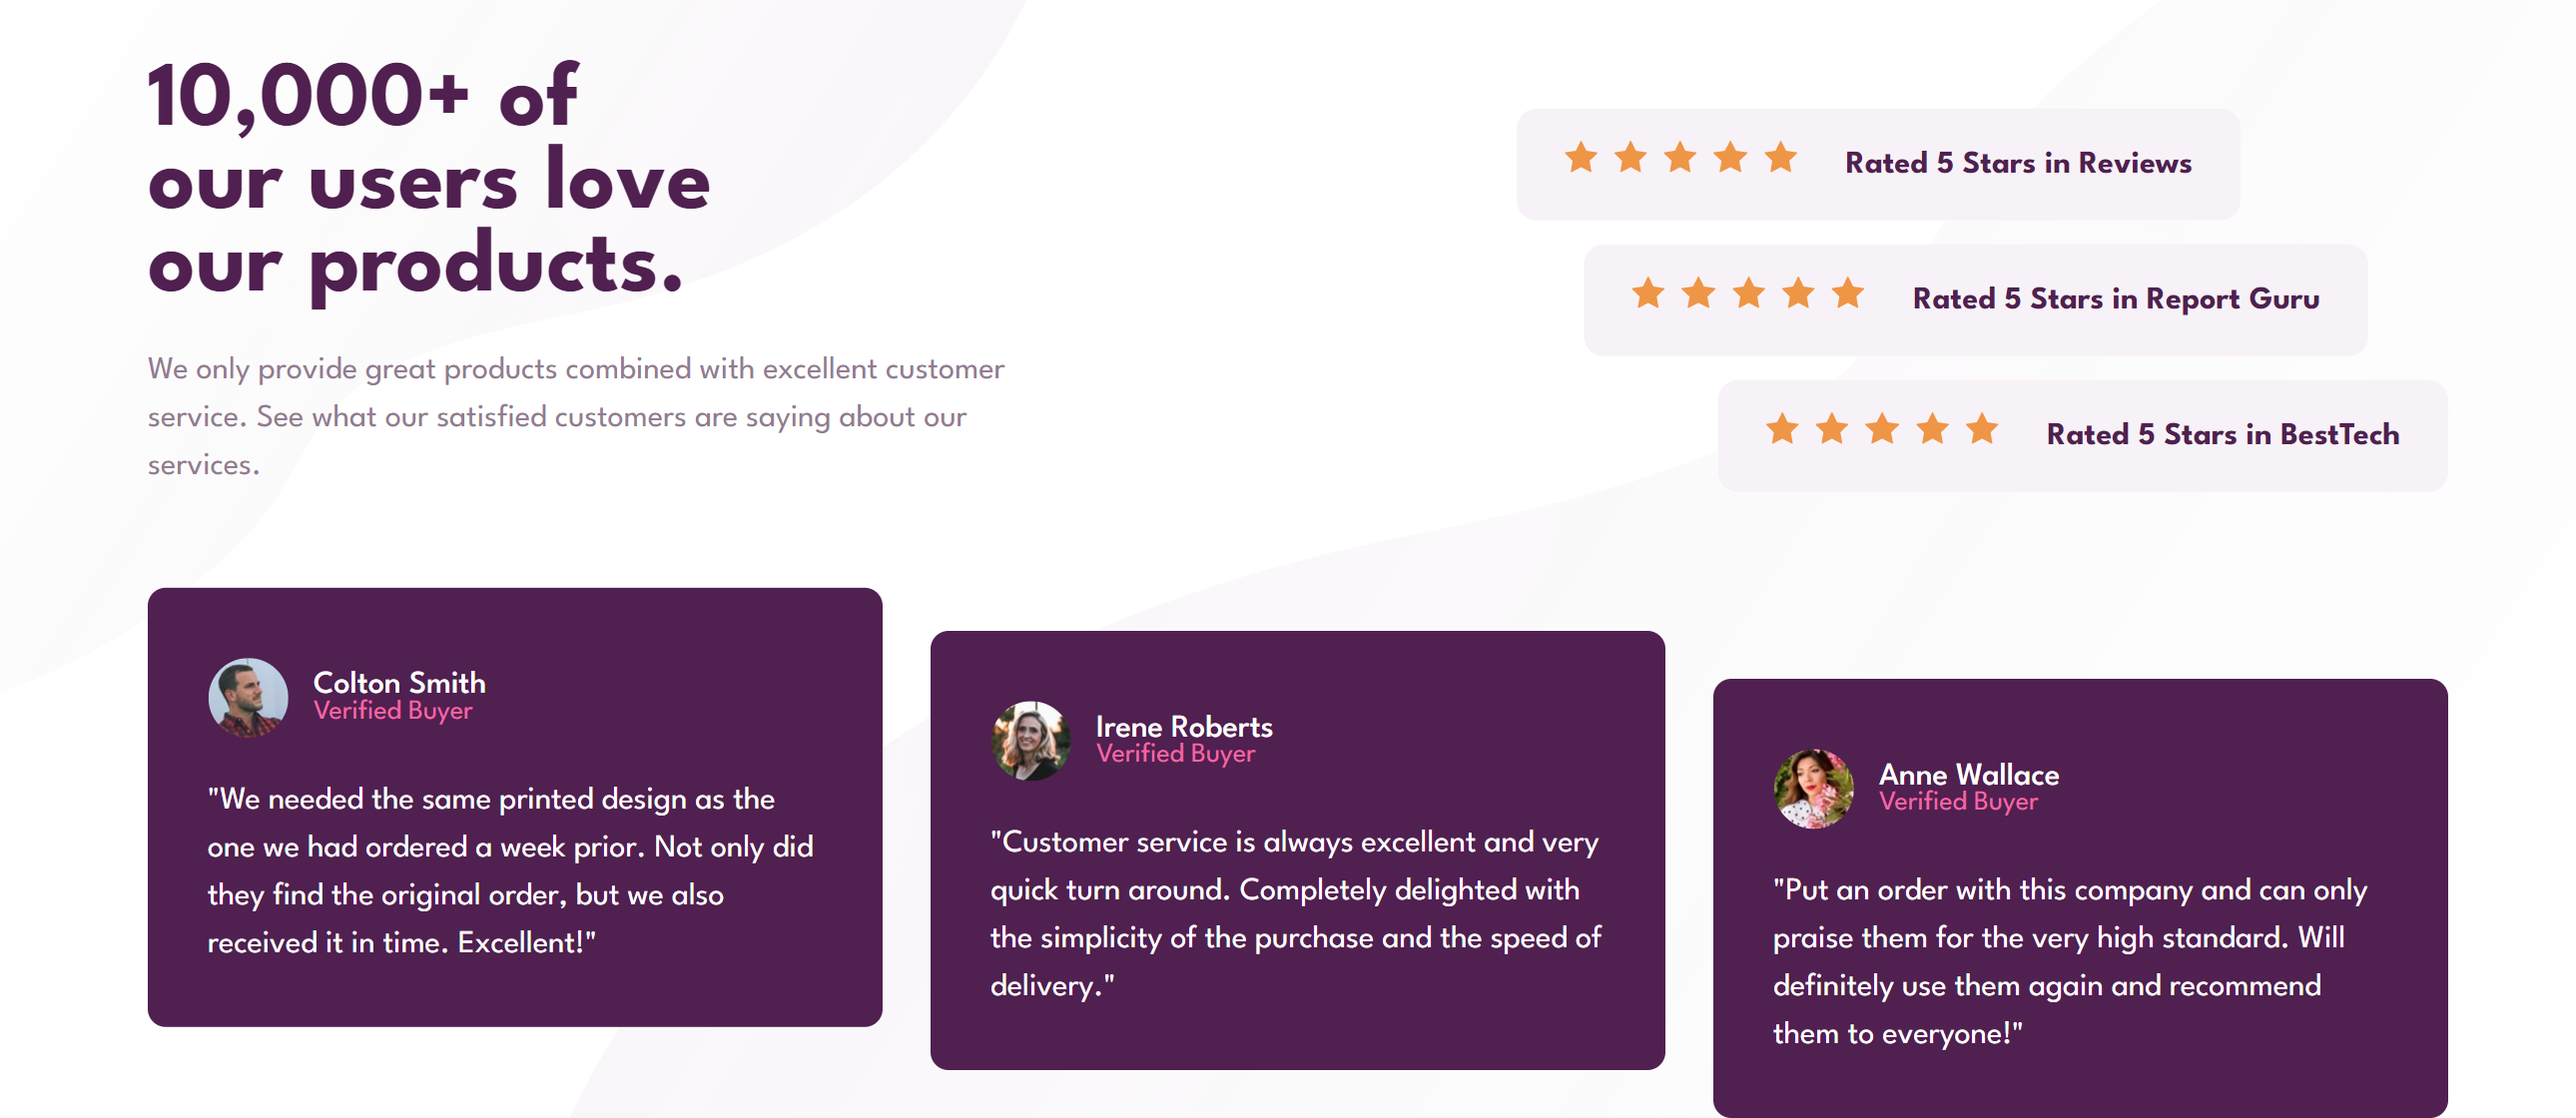 10,000+ of
our users love
our products.
We only provide great products combined with excellent customer
service. See what our satisfied customers are saying about our
services.
Rated 5 Stars in Reviews
Rated 5 Stars in Report Guru
Rated 5 Stars in BestTech
Colton Smith
Verified Buyer
"We needed the same printed design as the
one we had ordered a week prior. Not only did
they find the original order, but we also
received it in time. Excellent!"
Irene Roberts
Verified Buyer
"Customer service is always excellent and very
quick turn around. Completely delighted with
the simplicity of the purchase and the speed of
delivery."
Anne Wallace
Verified Buyer
"Put an order with this company and can only
praise them for the very high standard. Will
definitely use them again and recommend
them to everyone!"